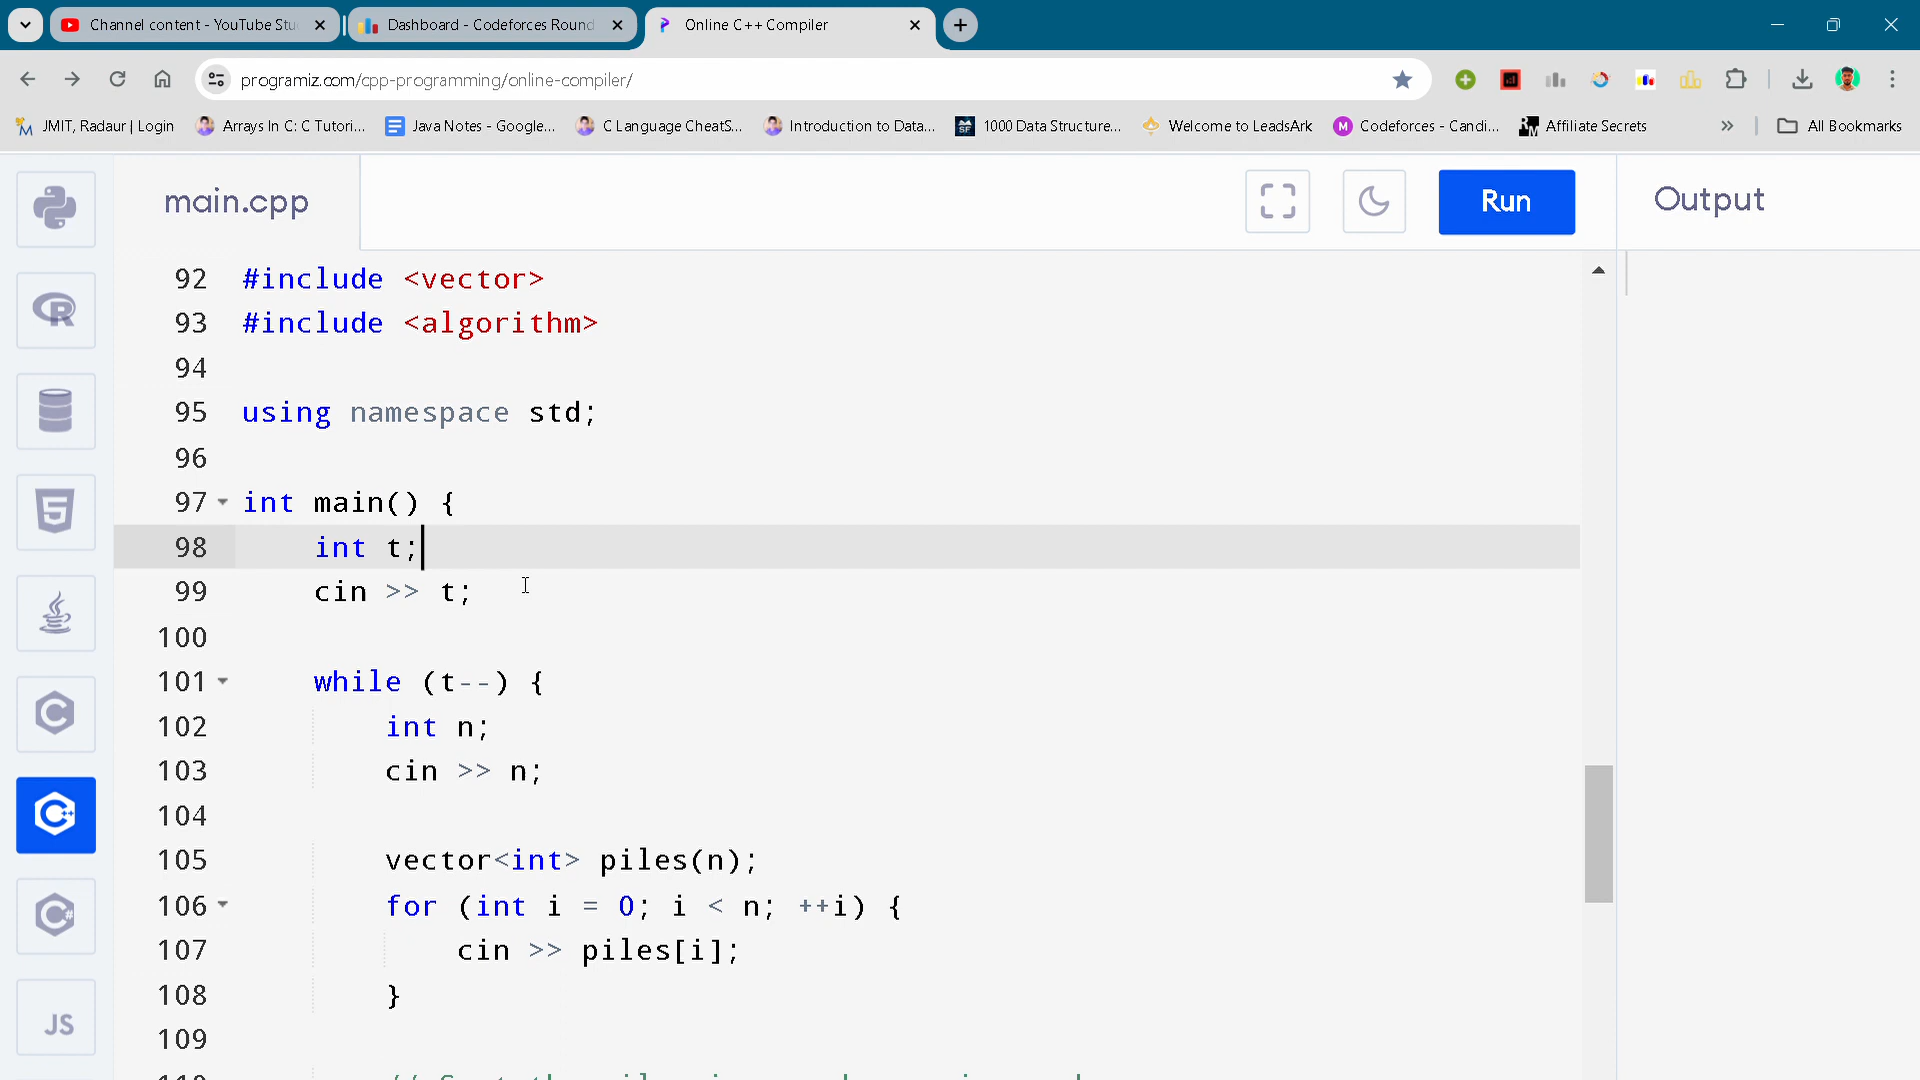 Channel content - YouTube Stu
Dashboard - Codeforces Round
Online C++ Compiler
programiz.com/cpp-programming/online-compiler/
JMIT, Radaur | Login
Arrays In C: C Tutori...
Java Notes - Google...
C Language CheatS...
Introduction to Data...
1000 Data Structure...
Welcome to LeadsArk
Codeforces - Candi...
Affiliate Secrets
All Bookmarks
main.cpp
Run
Output
92 #include <vector>
93 #include <algorithm>
94
95 using namespace std;
96
97 int main() {
98 int t;
99 cin >> t;
100
101 while (t--) {
102 int n;
103 cin >> n;
104
105 vector<int> piles(n);
106 for (int i = 0; i < n; ++i) {
107 cin >> piles[i];
108 }
109
JS